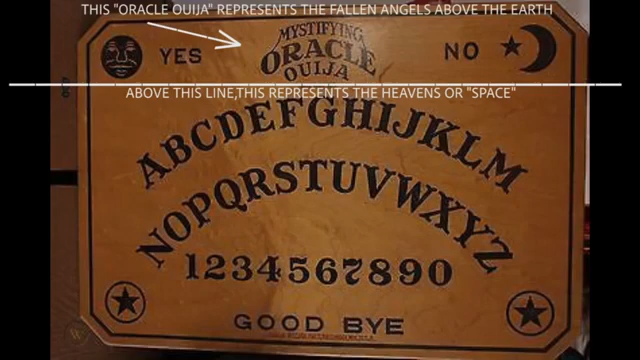 THIS "ORACLE OUIJA" REPRESENTS THE FALLEN ANGELS ABOVE THE EARTH
MYSTIFYING
YES ORACLE NO
OUIJA
ABOVE THIS LINE,THIS REPRESENTS THE HEAVENS OR "SPACE"
ABCDEFGHIJKLM
NOPQRSTUVWXYZ
1234567890
GOOD BYE